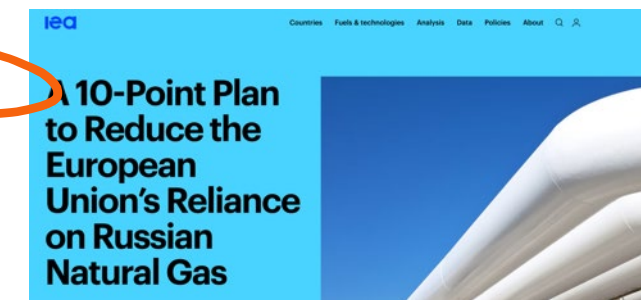 iea
Countries Fuels & technologies Analysis Data Policies About
A 10-Point Plan
to Reduce the
European
Union's Reliance
on Russian
Natural Gas